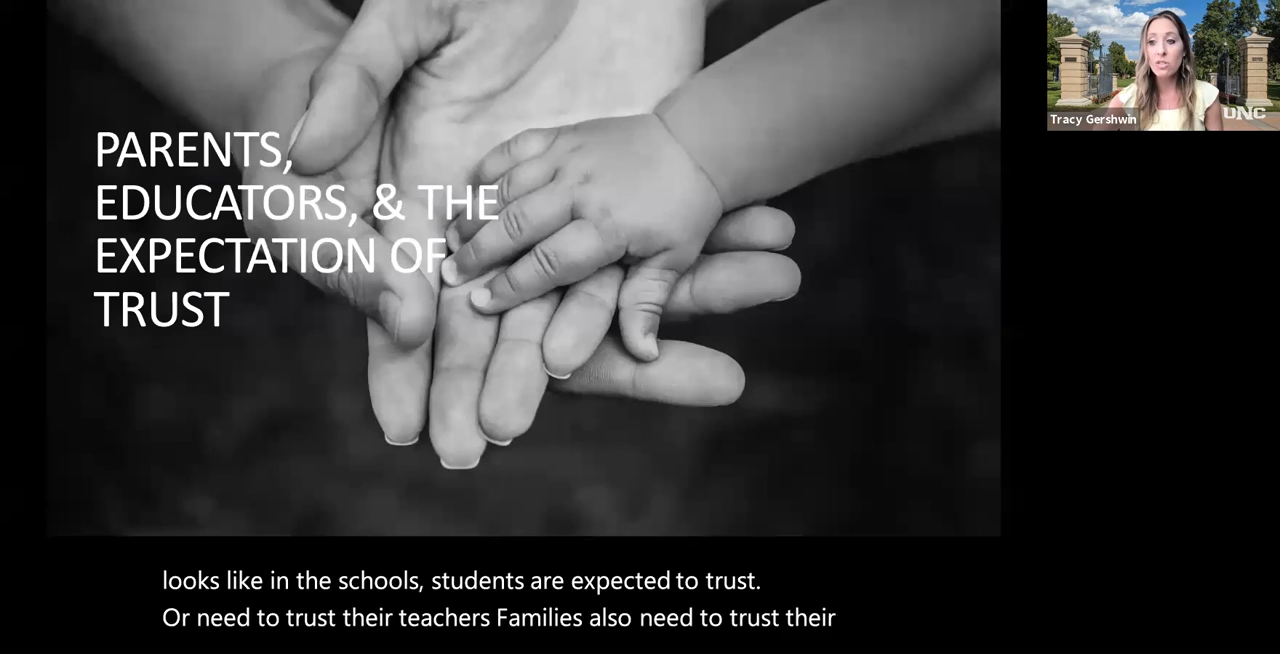 PARENTS,
EDUCATORS, & THE
EXPECTATION OF
TRUST
Tracy Gershwin
UNC
looks like in the schools, students are expected to trust.
Or need to trust their teachers Families also need to trust their